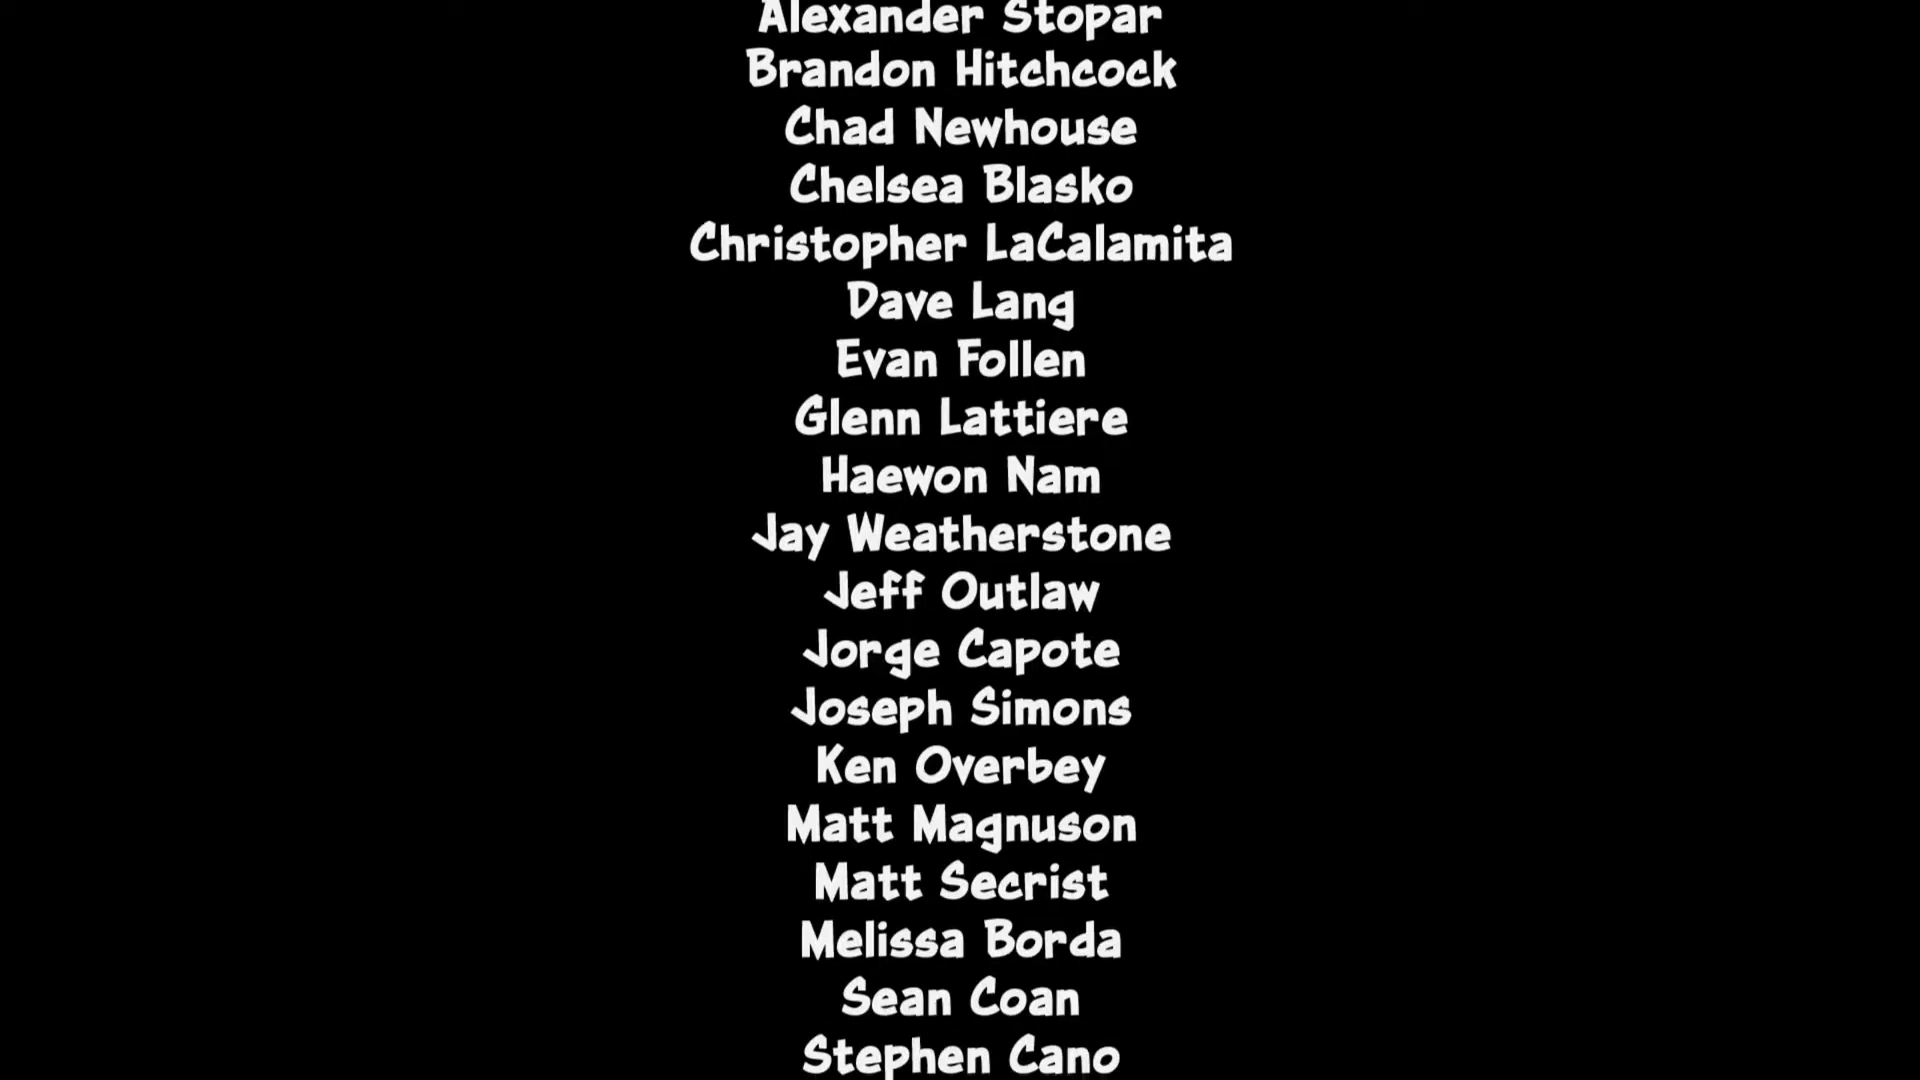 Alexander Stopar
Brandon Hitchcock
Chad Newhouse
Chelsea Blasko
Christopher LaCalamita
Dave Lang
Evan Follen
Glenn Lattiere
Haewon Nam
Jay Weatherstone
Jeff Outlaw
Jorge Capote
Joseph Simons
Ken Overbey
Matt Magnuson
Matt Secrist
Melissa Borda
Sean Coan
Stephen Cano